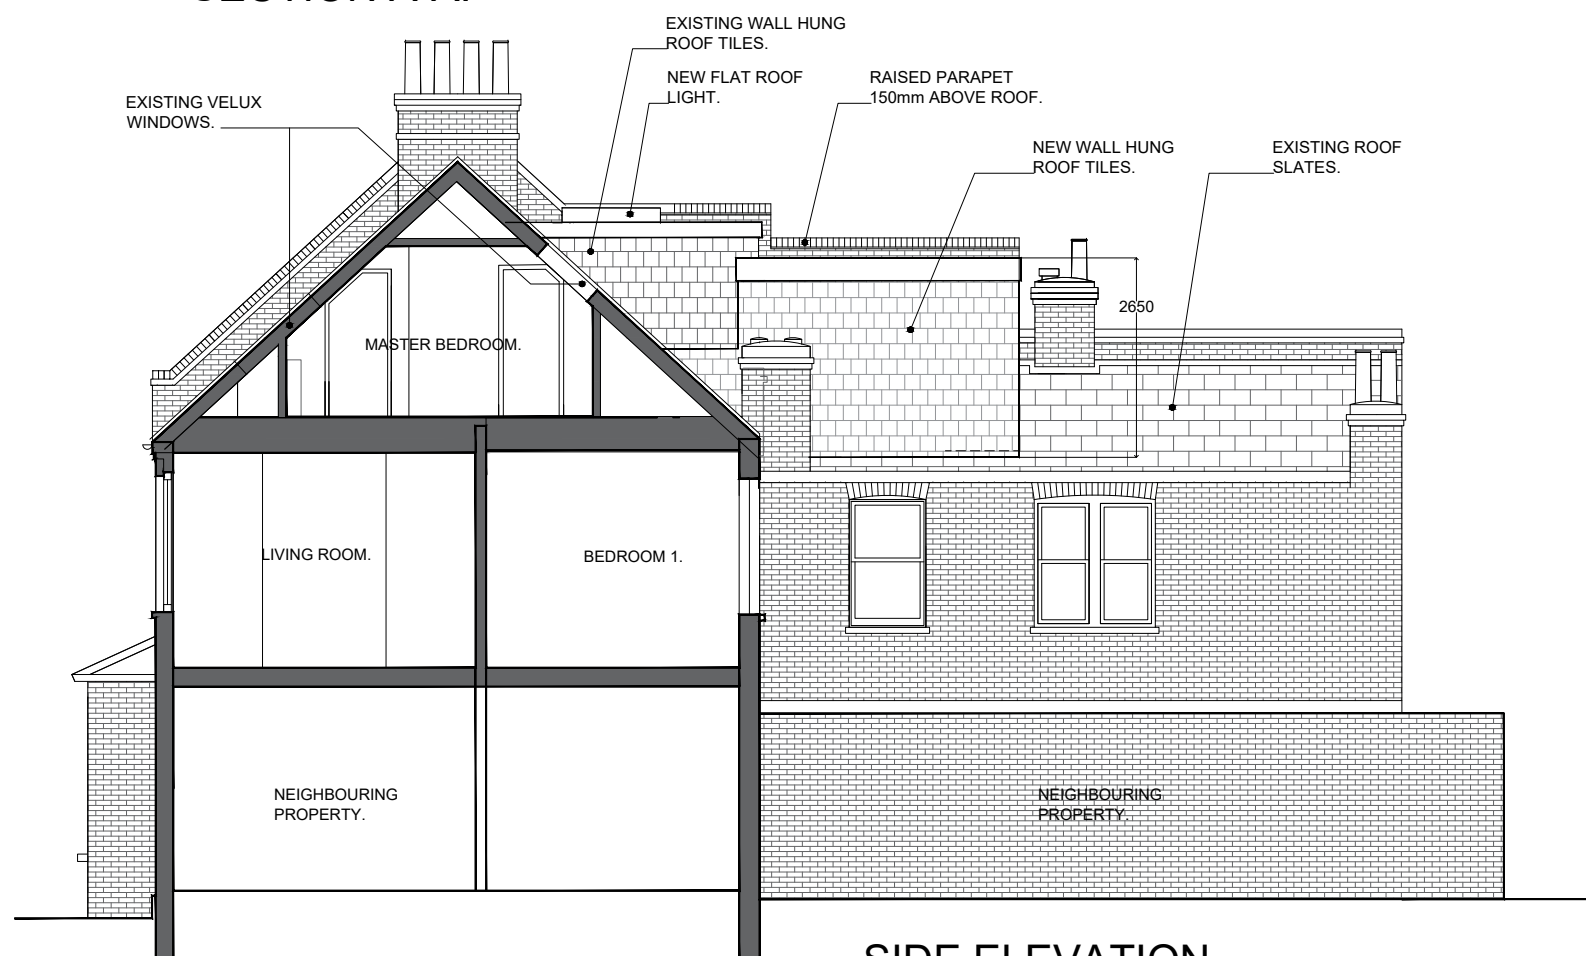 EXISTING WALL HUNG
ROOF TILES.
NEW FLAT ROOF
LIGHT.
RAISED PARAPET
150mm ABOVE ROOF.
EXISTING VELUX
WINDOWS.
NEW WALL HUNG
ROOF TILES.
EXISTING ROOF
SLATES.
2650
MASTER BEDROOM.
LIVING ROOM.
BEDROOM 1.
NEIGHBOURING
PROPERTY.
NEIGHBOURING
PROPERTY.
SIDE ELEVATION